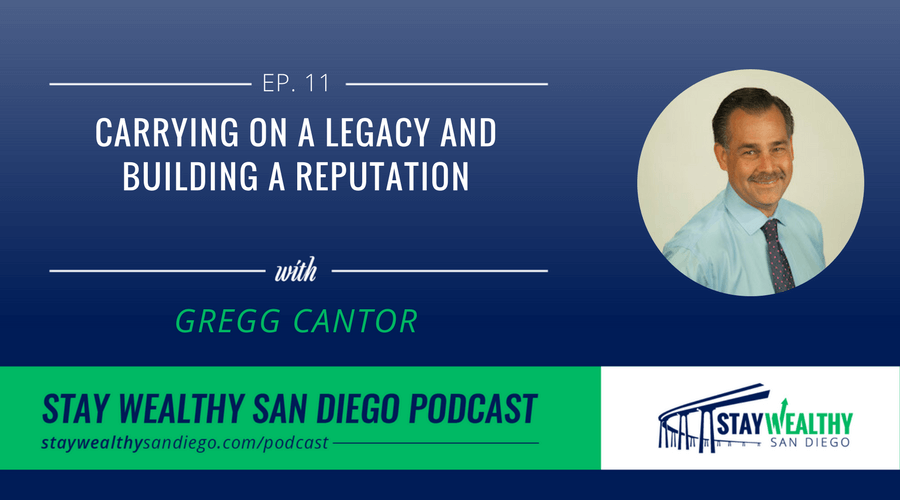 EP. 11
CARRYING ON A LEGACY AND
BUILDING A REPUTATION
with
GREGG CANTOR
STAY WEALTHY SAN DIEGO PODCAST
staywealthysandiego.com/podcast
STAY WEALTHY
SAN DIEGO